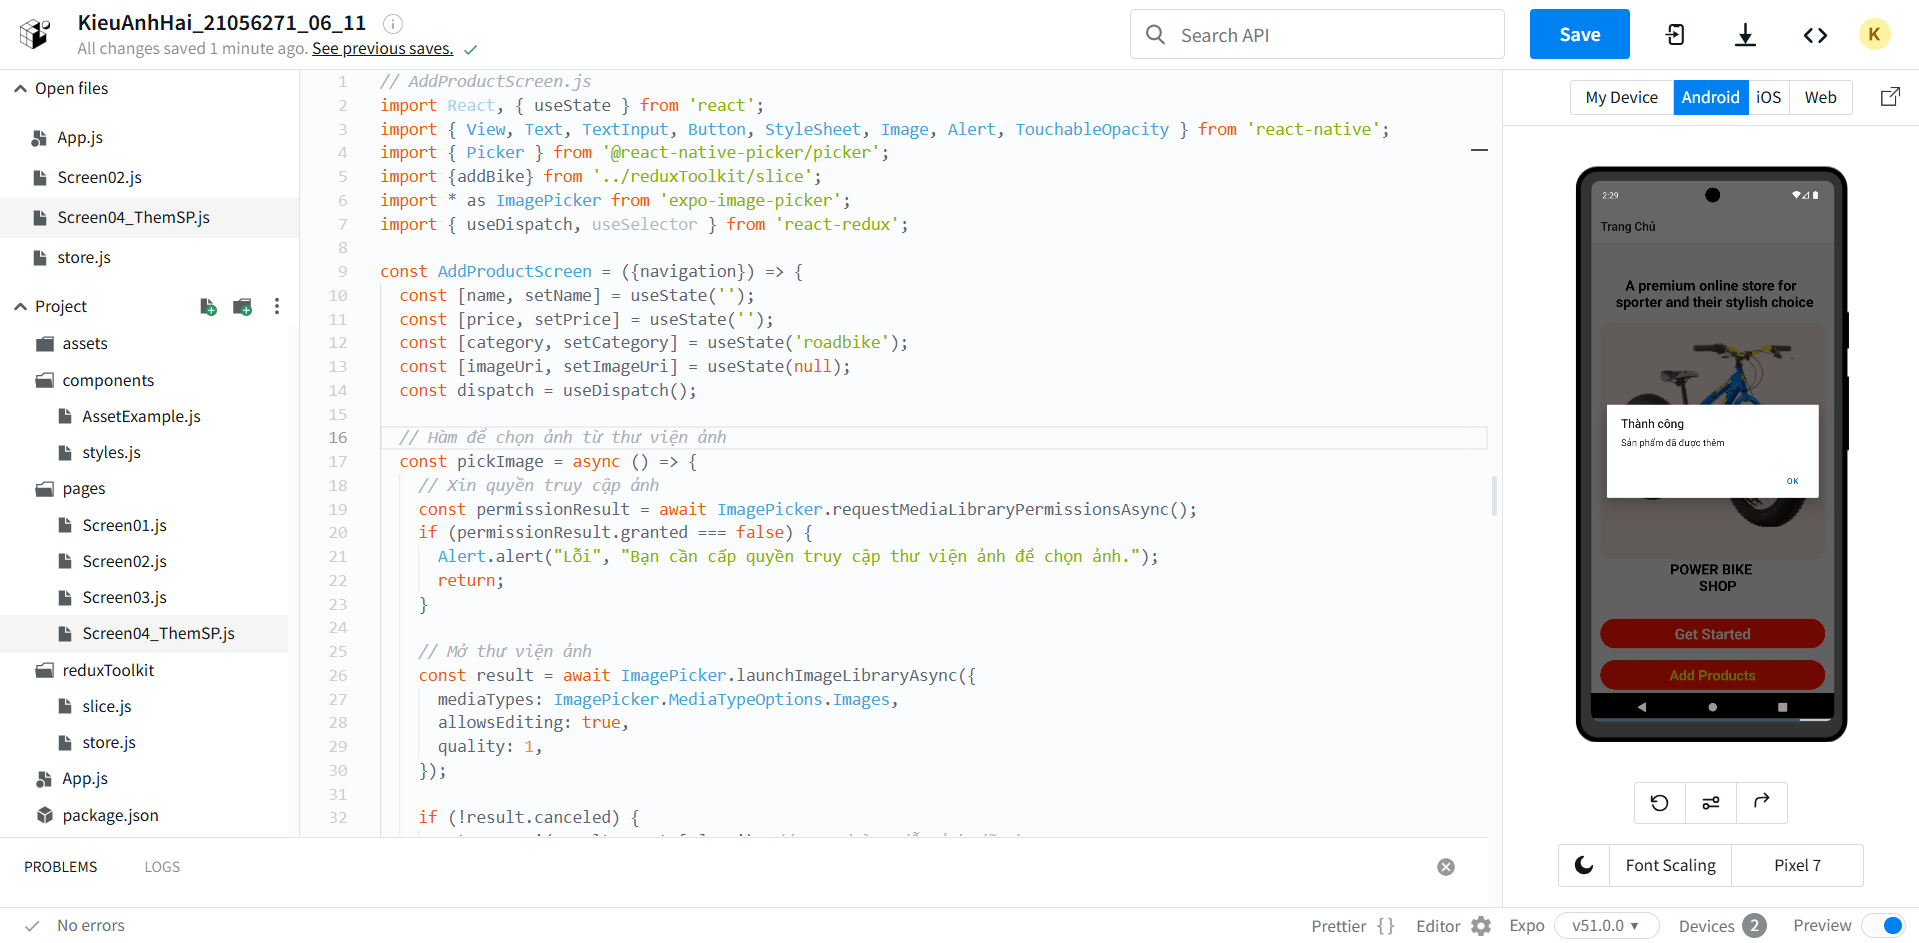 KieuAnhHai_21056271_06_11
All changes saved 1 minute ago. See previous saves.
Search API
Save
K
Open files
App.js
Screen02.js
Screen04_ThemSP.js
store.js
Project
assets
components
AssetExample.js
styles.js
pages
Screen01.js
Screen02.js
Screen03.js
Screen04_ThemSP.js
reduxToolkit
slice.js
store.js
App.js
package.json
1 // AddProductScreen.js
2 import React, { useState } from 'react';
3 import { View, Text, TextInput, Button, StyleSheet, Image, Alert, TouchableOpacity } from 'react-native';
4 import { Picker } from '@react-native-picker/picker';
5 import {addBike} from '../reduxToolkit/slice';
6 import * as ImagePicker from 'expo-image-picker';
7 import { useDispatch, useSelector } from 'react-redux';
8
9 const AddProductScreen = ({navigation}) => {
10 const [name, setName] = useState('');
11 const [price, setPrice] = useState('');
12 const [category, setCategory] = useState('roadbike');
13 const [imageUri, setImageUri] = useState(null);
14 const dispatch = useDispatch();
15
16 // Hàm để chọn ảnh từ thư viện ảnh
17 const pickImage = async () => {
18 // Xin quyền truy cập ảnh
19 const permissionResult = await ImagePicker.requestMediaLibraryPermissionsAsync();
20 if (permissionResult.granted === false) {
21 Alert.alert("Lỗi", "Bạn cần cấp quyền truy cập thư viện ảnh để chọn ảnh.");
22 return;
23 }
24
25 // Mở thư viện ảnh
26 const result = await ImagePicker.launchImageLibraryAsync({
27 mediaTypes: ImagePicker.MediaTypeOptions.Images,
28 allowsEditing: true,
29 quality: 1,
30 });
31
32 if (!result.canceled) {
My Device Android iOS Web
2:29
Trang Chủ
A premium online store for
sporter and their stylish choice
Thành công
Sản phẩm đã được thêm
OK
POWER BIKE
SHOP
Get Started
Add Products
Font Scaling
Pixel 7
PROBLEMS LOGS
No errors
Prettier {} Editor Expo v51.0.0 ▾ Devices 2 Preview